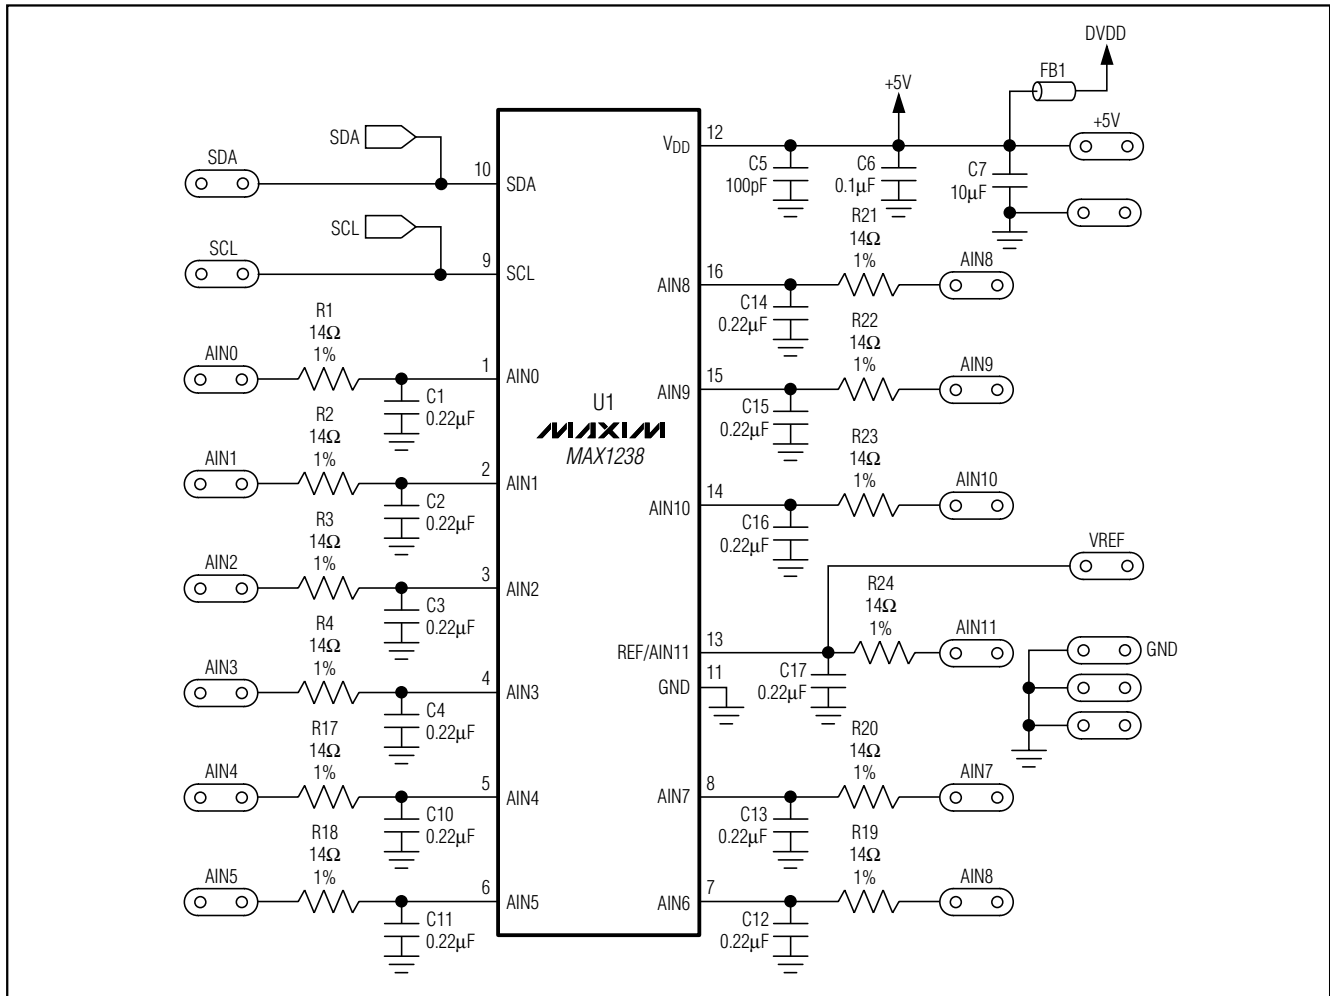 DVDD
FB1
+5V
+5V
SDA
SDA
10
SDA
VDD
12
C5
100pF
C6
0.1µF
C7
10µF
SCL
SCL
9
SCL
R21
14Ω
1%
AIN8
16
AIN8
C14
0.22µF
R1
14Ω
1%
AIN0
1
AIN0
C1
0.22µF
R22
14Ω
1%
AIN9
15
AIN9
C15
0.22µF
U1
MAXIM
MAX1238
R2
14Ω
1%
AIN1
2
AIN1
C2
0.22µF
R23
14Ω
1%
AIN10
14
AIN10
C16
0.22µF
R3
14Ω
1%
AIN2
3
AIN2
C3
0.22µF
VREF
R24
14Ω
1%
AIN11
REF/AIN11
13
C17
0.22µF
GND
11
GND
R4
14Ω
1%
AIN3
4
AIN3
C4
0.22µF
R17
14Ω
1%
AIN4
5
AIN4
C10
0.22µF
R20
14Ω
1%
AIN7
8
AIN7
C13
0.22µF
R18
14Ω
1%
AIN5
6
AIN5
C11
0.22µF
R19
14Ω
1%
AIN6
7
AIN8
C12
0.22µF